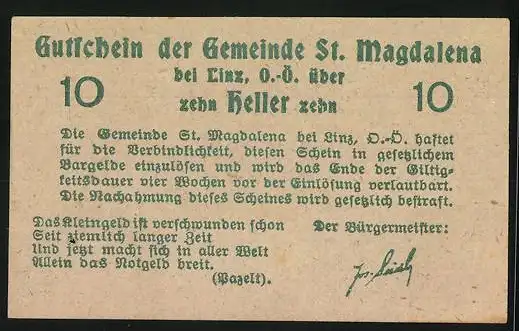 Gutschein der Gemeinde St. Magdalena
bei Linz, O.-Ö. über
10 zehn Heller zehn 10
Die Gemeinde St. Magdalena bei Linz, O.-Ö. haftet
für die Verbindlichkeit, diesen Schein in gesetzlichem
Bargelde einzulösen und wird das Ende der Giltig-
keitsdauer vier Wochen vor der Einlösung verlautbart.
Die Nachahmung dieses Scheines wird gesetzlich bestraft.
Das Kleingeld ist verschwunden schon
Seit ziemlich langer Zeit
Und jetzt macht sich in aller Welt
Allein das Notgeld breit.
(Pazelt).
Der Bürgermeister:
Jos.